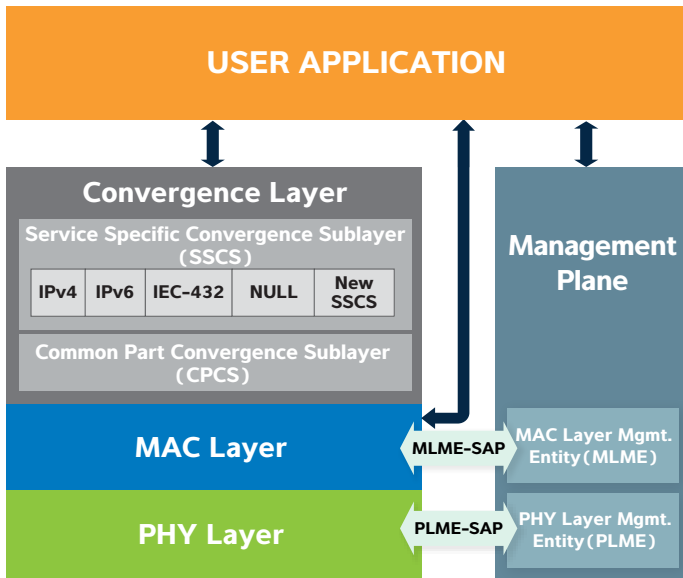 USER APPLICATION
Convergence Layer
Service Specific Convergence Sublayer
(SSCS)
IPv4
IPv6
IEC-432
NULL
New
SSCS
Common Part Convergence Sublayer
(CPCS)
Management
Plane
MAC Layer
MLME-SAP
MAC Layer Mgmt.
Entity(MLME)
PHY Layer
PLME-SAP
PHY Layer Mgmt.
Entity(PLME)